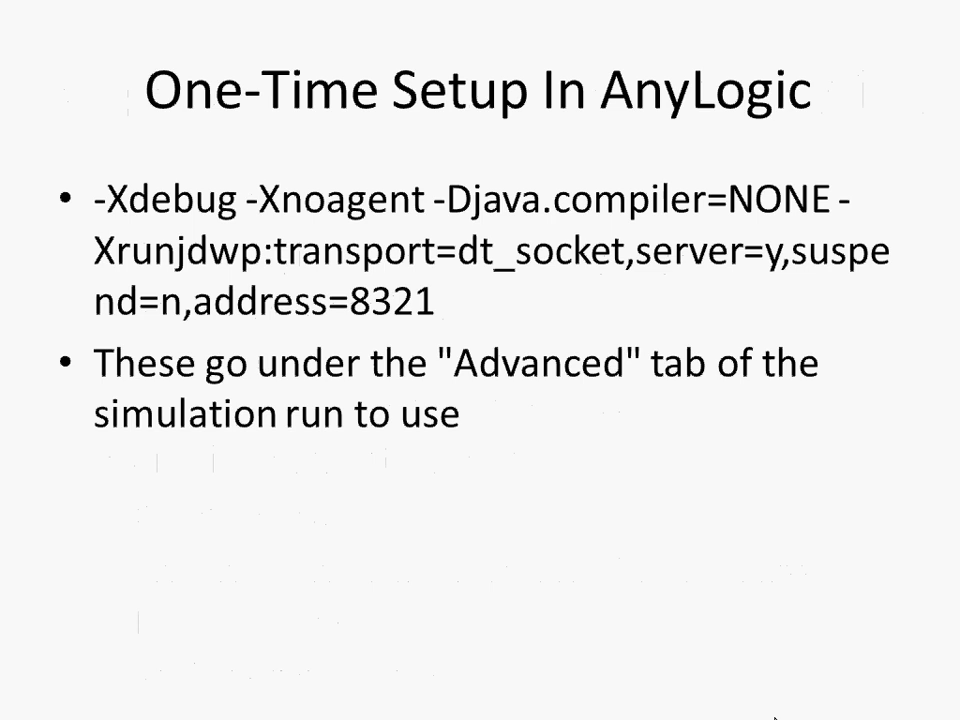 One-Time Setup In AnyLogic
• -Xdebug -Xnoagent -Djava.compiler=NONE -
Xrunjdwp:transport=dt_socket,server=y,suspe
nd=n,address=8321
• These go under the "Advanced" tab of the
simulation run to use